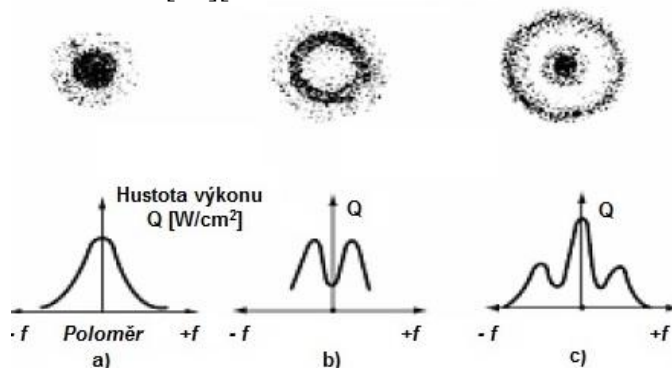 Hustota výkonu
Q [W/cm²]
Q
Q
- f Poloměr +f
- f +f
- f +f
a)
b)
c)